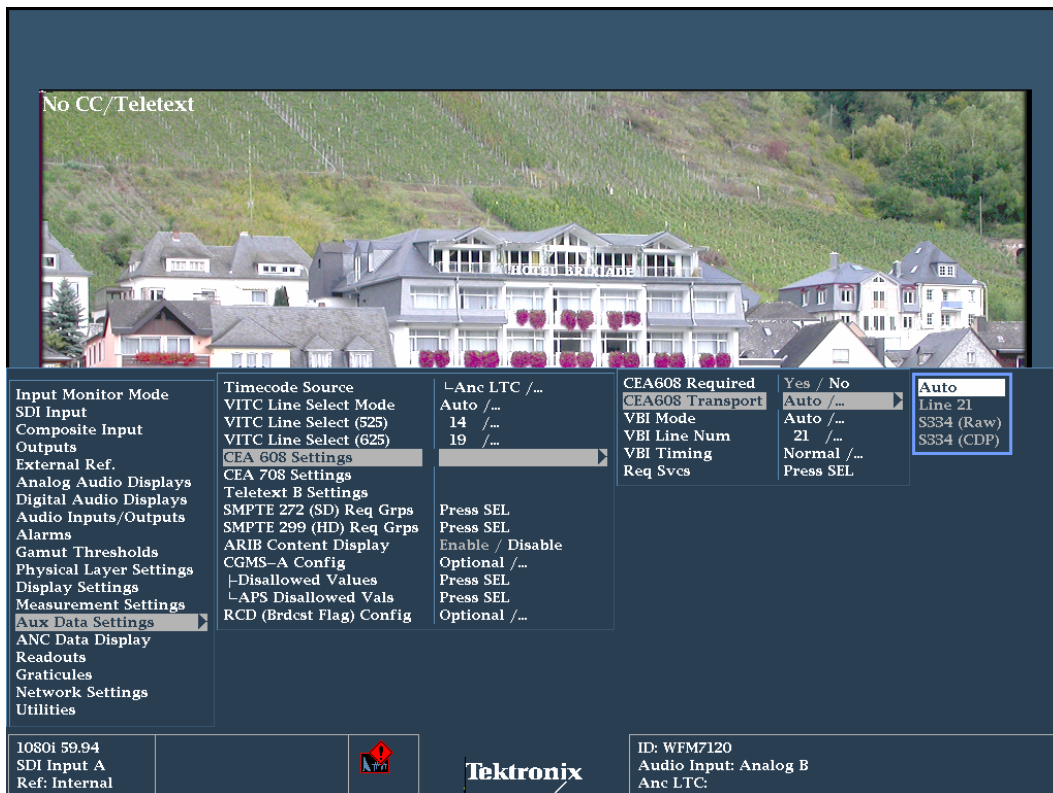 No CC/Teletext
HOTEL BRIXIADE
Input Monitor Mode
SDI Input
Composite Input
Outputs
External Ref.
Analog Audio Displays
Digital Audio Displays
Audio Inputs/Outputs
Alarms
Gamut Thresholds
Physical Layer Settings
Display Settings
Measurement Settings
Aux Data Settings
ANC Data Display
Readouts
Graticules
Network Settings
Utilities
Timecode Source └Anc LTC /...
VITC Line Select Mode Auto /...
VITC Line Select (525) 14 /...
VITC Line Select (625) 19 /...
CEA 608 Settings
CEA 708 Settings
Teletext B Settings
SMPTE 272 (SD) Req Grps Press SEL
SMPTE 299 (HD) Req Grps Press SEL
ARIB Content Display Enable / Disable
CGMS–A Config Optional /...
├Disallowed Values Press SEL
└APS Disallowed Vals Press SEL
RCD (Brdcst Flag) Config Optional /...
CEA608 Required Yes / No
CEA608 Transport Auto /...
VBI Mode Auto /...
VBI Line Num 21 /...
VBI Timing Normal /...
Req Svcs Press SEL
Auto
Line 21
S334 (Raw)
S334 (CDP)
1080i 59.94
SDI Input A
Ref: Internal
Tektronix
ID: WFM7120
Audio Input: Analog B
Anc LTC: